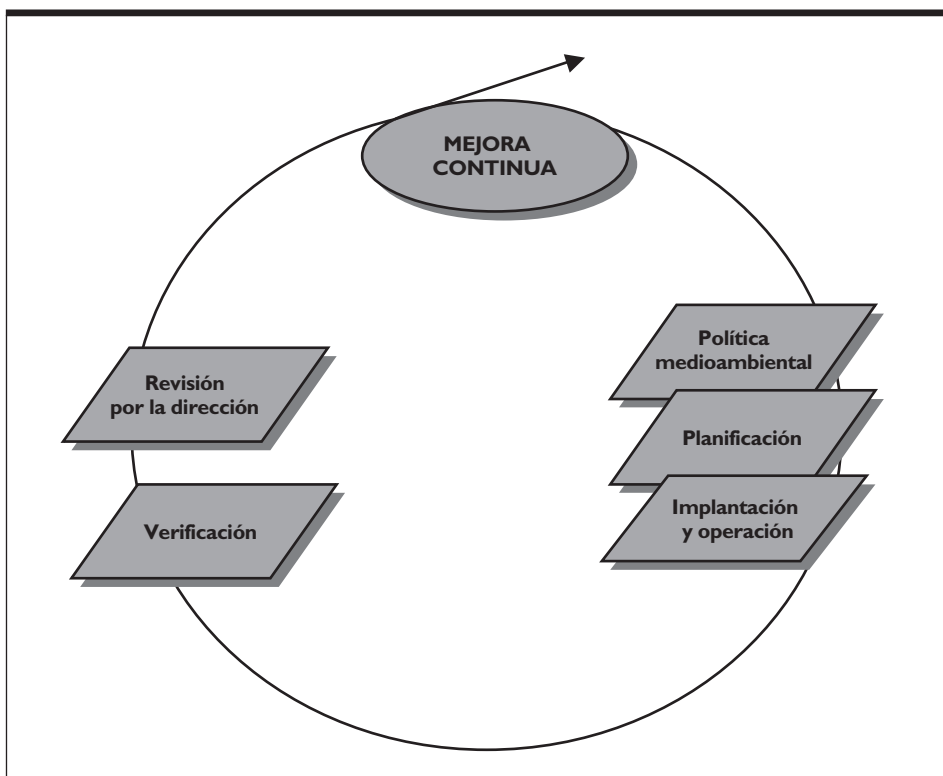 MEJORA
CONTINUA
Política
medioambiental
Planificación
Implantación
y operación
Revisión
por la dirección
Verificación